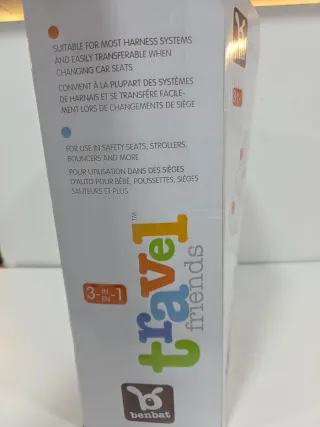 SUITABLE FOR MOST HARNESS SYSTEMS
AND EASILY TRANSFERABLE WHEN
CHANGING CAR SEATS
CONVIENT À LA PLUPART DES SYSTÈMES
DE HARNAIS ET SE TRANSFÈRE FACILE-
MENT LORS DE CHANGEMENTS DE SIÈGE
FOR USE IN SAFETY SEATS, STROLLERS,
BOUNCERS AND MORE
POUR UTILISATION DANS DES SIÈGES
D'AUTO POUR BÉBÉ, POUSSETTES, SIÈGES
SAUTEURS ET PLUS
3-IN EN-1
travel™
friends
benbat